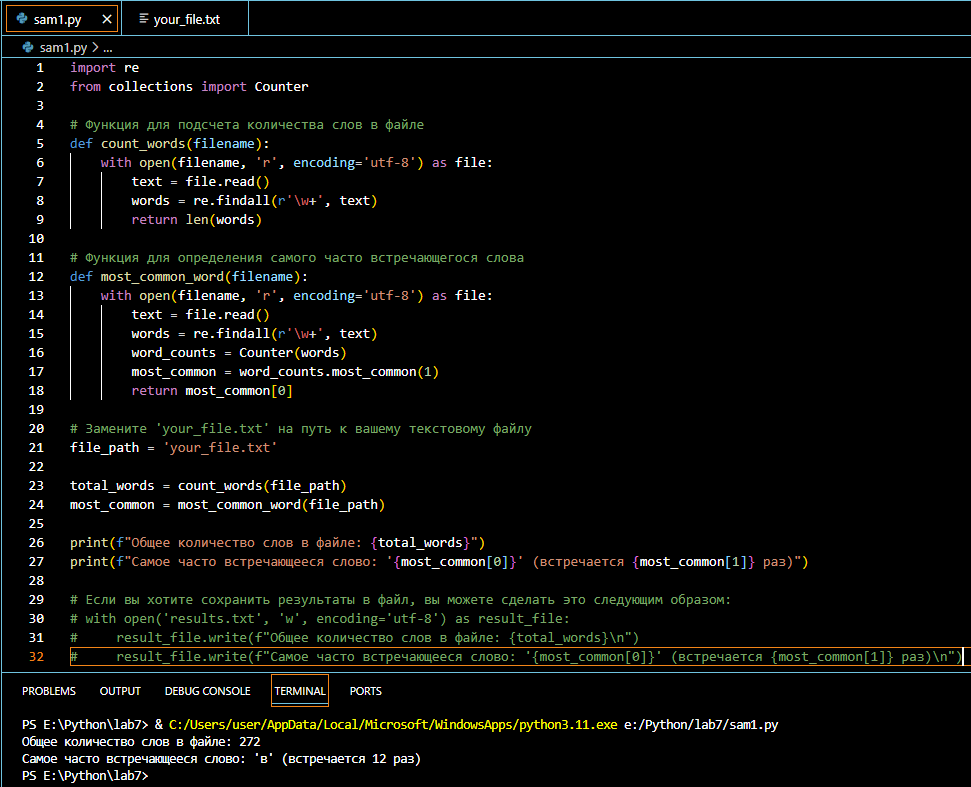 sam1.py
your_file.txt
sam1.py > ...
1 import re
2 from collections import Counter
3
4 # Функция для подсчета количества слов в файле
5 def count_words(filename):
6     with open(filename, 'r', encoding='utf-8') as file:
7         text = file.read()
8         words = re.findall(r'\w+', text)
9         return len(words)
10
11 # Функция для определения самого часто встречающегося слова
12 def most_common_word(filename):
13     with open(filename, 'r', encoding='utf-8') as file:
14         text = file.read()
15         words = re.findall(r'\w+', text)
16         word_counts = Counter(words)
17         most_common = word_counts.most_common(1)
18         return most_common[0]
19
20 # Замените 'your_file.txt' на путь к вашему текстовому файлу
21 file_path = 'your_file.txt'
22
23 total_words = count_words(file_path)
24 most_common = most_common_word(file_path)
25
26 print(f"Общее количество слов в файле: {total_words}")
27 print(f"Самое часто встречающееся слово: '{most_common[0]}' (встречается {most_common[1]} раз)")
28
29 # Если вы хотите сохранить результаты в файл, вы можете сделать это следующим образом:
30 # with open('results.txt', 'w', encoding='utf-8') as result_file:
31 #     result_file.write(f"Общее количество слов в файле: {total_words}\n")
32 #     result_file.write(f"Самое часто встречающееся слово: '{most_common[0]}' (встречается {most_common[1]} раз)\n")
PROBLEMS OUTPUT DEBUG CONSOLE TERMINAL PORTS
PS E:\Python\lab7> & C:/Users/user/AppData/Local/Microsoft/WindowsApps/python3.11.exe e:/Python/lab7/sam1.py
Общее количество слов в файле: 272
Самое часто встречающееся слово: 'в' (встречается 12 раз)
PS E:\Python\lab7>